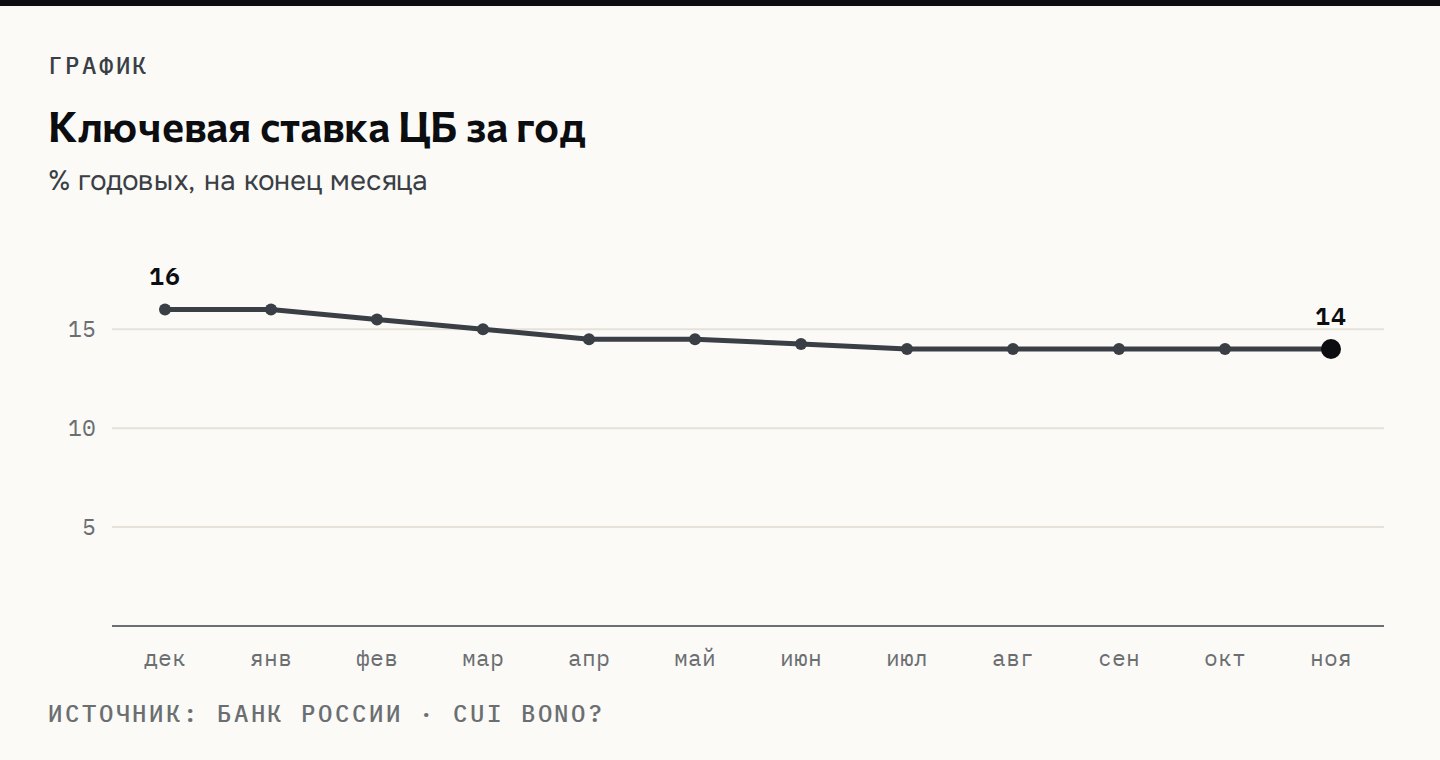 ГРАФИК
Ключевая ставка ЦБ за год
% годовых, на конец месяца
16
14
15
10
5
дек янв фев мар апр май июн июл авг сен окт ноя
ИСТОЧНИК: БАНК РОССИИ · CUI BONO?